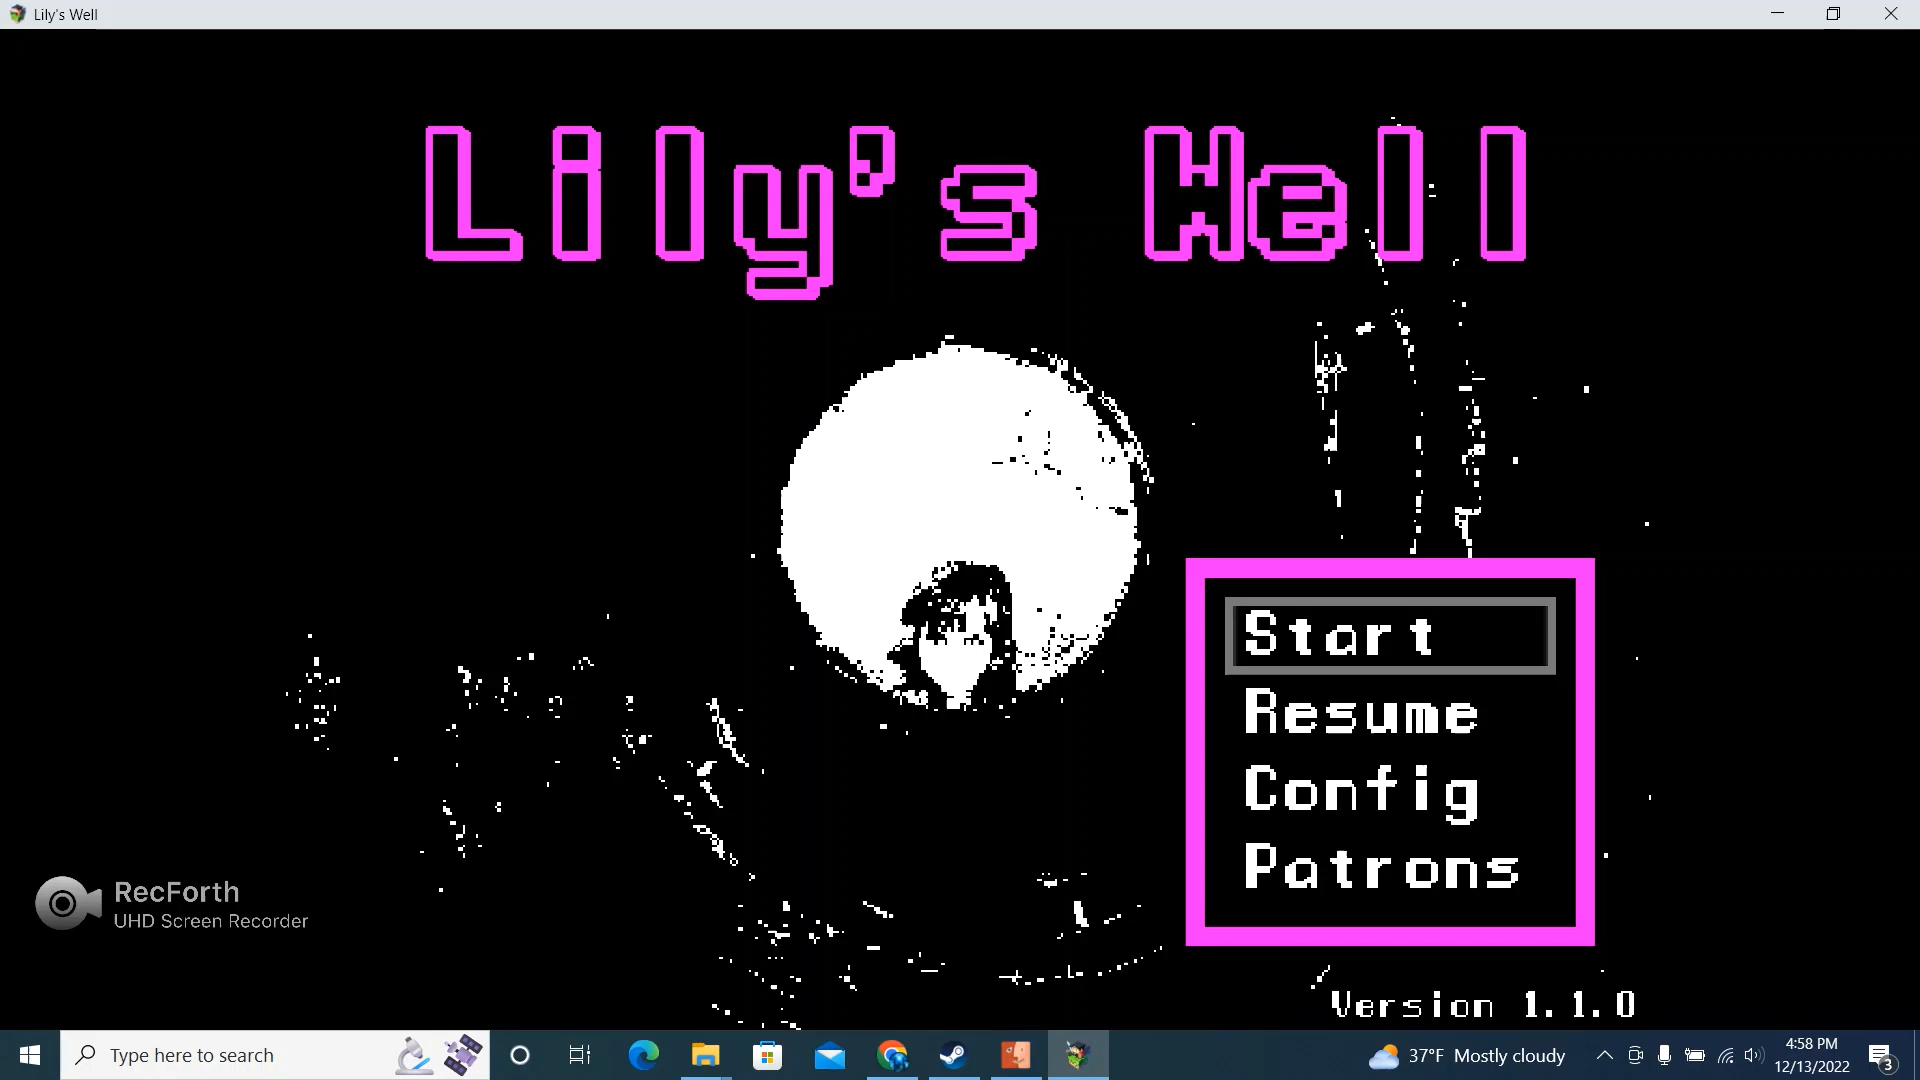 Lily's Well
Lily's Well
Start
Resume
Config
Patrons
RecForth
UHD Screen Recorder
Version 1.1.0
Type here to search
37°F Mostly cloudy
4:58 PM
12/13/2022
3